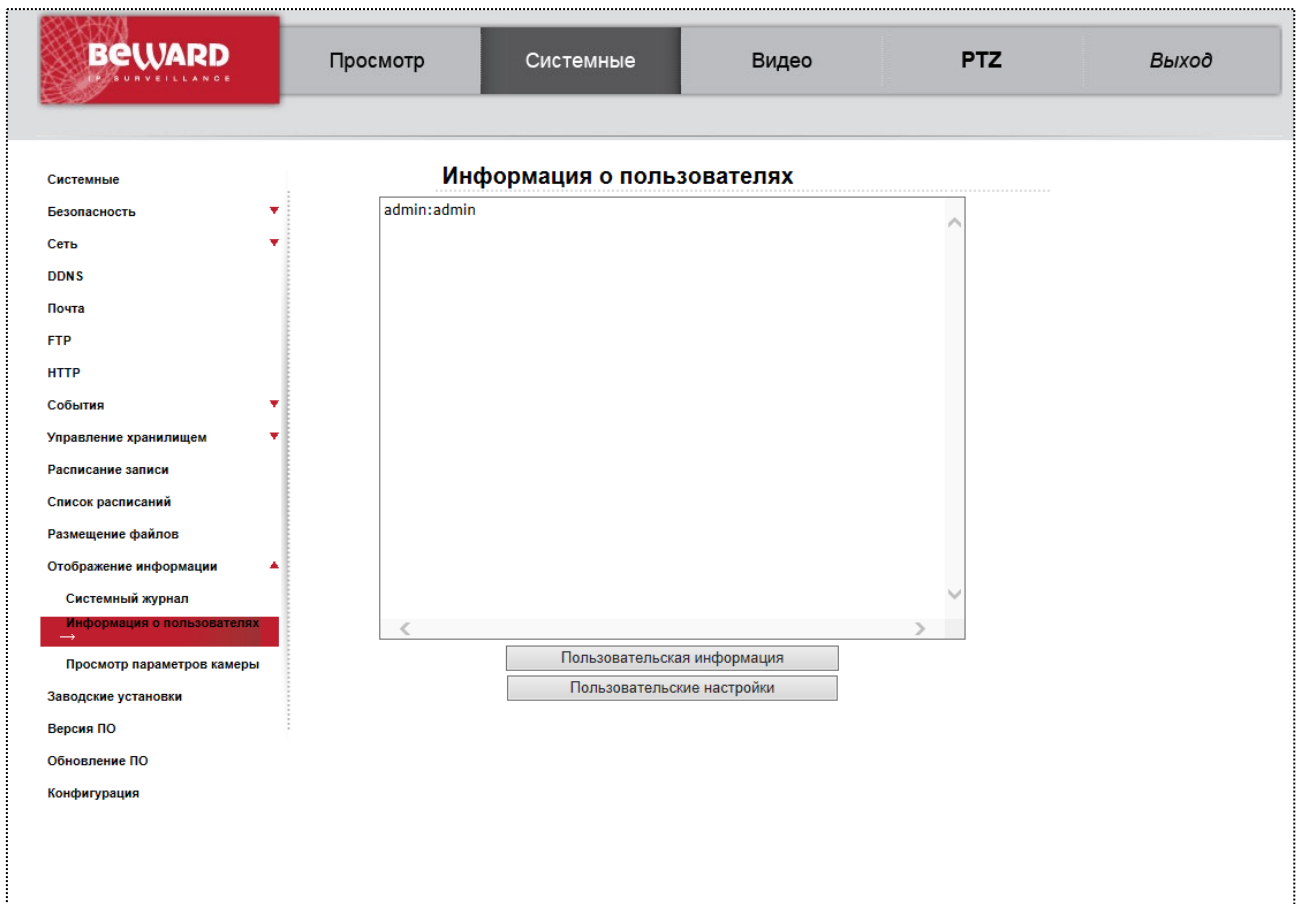 BEWARD
IP SURVEILLANCE
Просмотр
Системные
Видео
PTZ
Выход
Системные
Безопасность
Сеть
DDNS
Почта
FTP
HTTP
События
Управление хранилищем
Расписание записи
Список расписаний
Размещение файлов
Отображение информации
Системный журнал
Информация о пользователях
→
Просмотр параметров камеры
Заводские установки
Версия ПО
Обновление ПО
Конфигурация
Информация о пользователях
admin:admin
Пользовательская информация
Пользовательские настройки